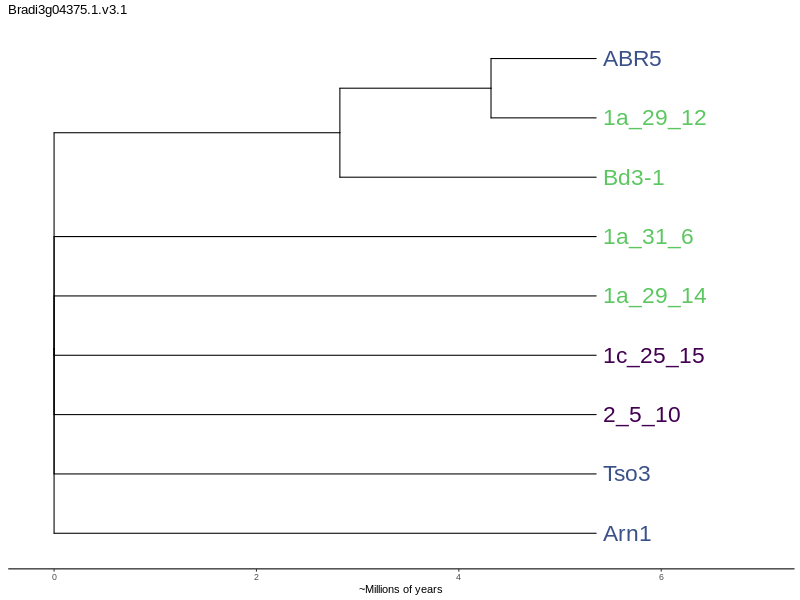 Bradi3g04375.1.v3.1
ABR5
1a_29_12
Bd3-1
1a_31_6
1a_29_14
1c_25_15
2_5_10
Tso3
Arn1
0 2 4 6
~Millions of years